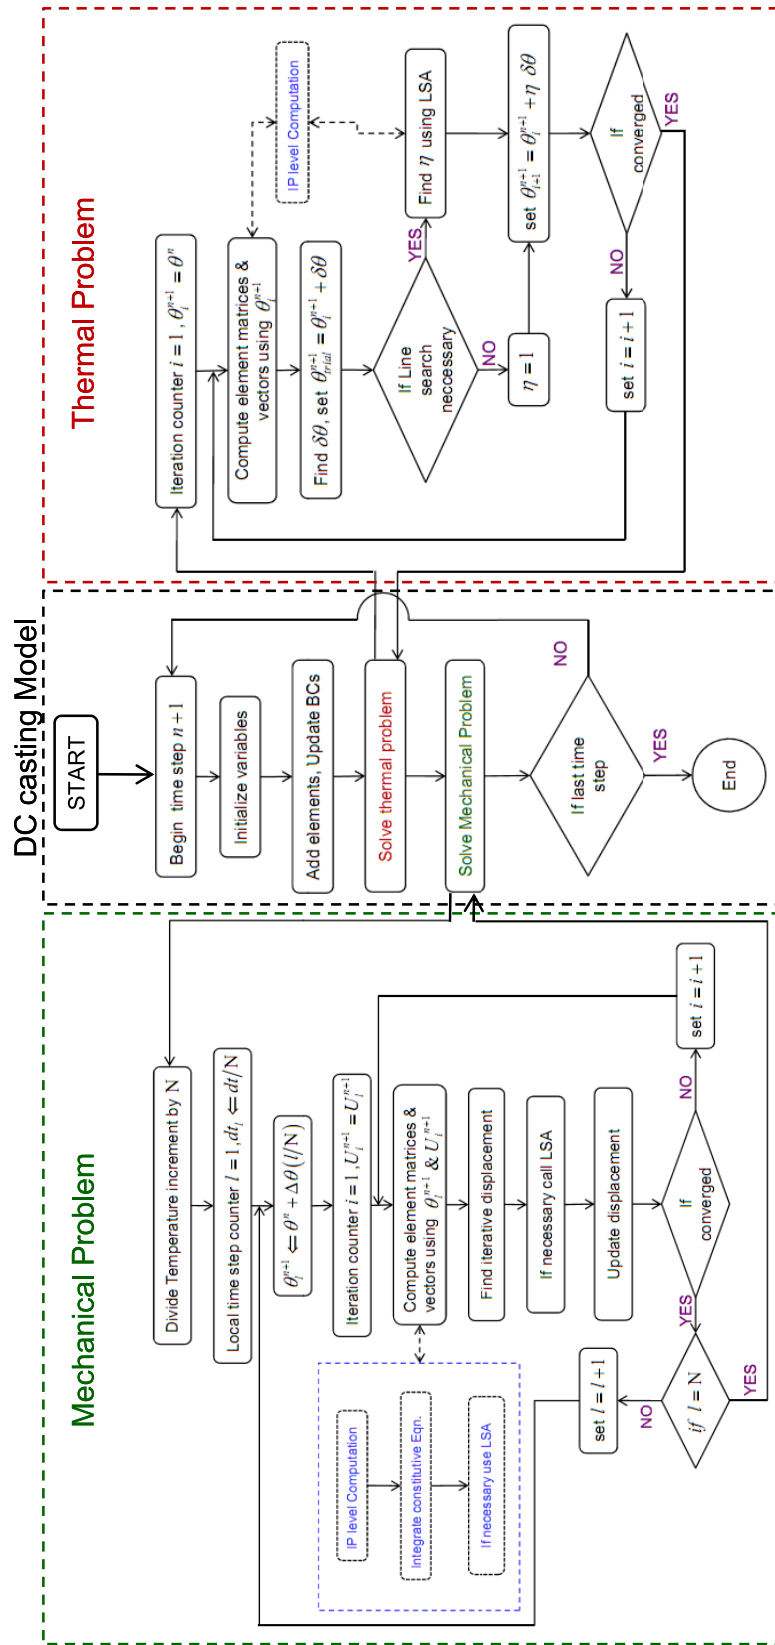 DC casting Model
START
Begin time step n+1
Initialize variables
Add elements, Update BCs
Solve thermal problem
Solve Mechanical Problem
If last time
step
NO
YES
End
Mechanical Problem
Divide Temperature increment by N
Local time step counter l = 1, dt_l ⇐ dt/N
θ_l^{n+1} ⇐ θ^n + Δθ(l/N)
Iteration counter i = 1, U_i^{n+1} = U_l^{n+1}
Compute element matrices &
vectors using θ_l^{n+1} & U_i^{n+1}
Find iterative displacement
If necessary call LSA
Update displacement
If
converged
NO
set i = i+1
YES
if l = N
NO
set l = l+1
YES
IP level Computation
Integrate constitutive Eqn.
If necessary use LSA
Thermal Problem
Iteration counter i = 1, θ_i^{n+1} = θ^n
Compute element matrices &
vectors using θ_i^{n+1}
IP level Computation
Find δθ, set θ_{trial}^{n+1} = θ_i^{n+1} + δθ
If Line
search
neccessary
YES
Find η using LSA
NO
η = 1
set θ_{i+1}^{n+1} = θ_i^{n+1} + η δθ
If
converged
NO
set i = i+1
YES